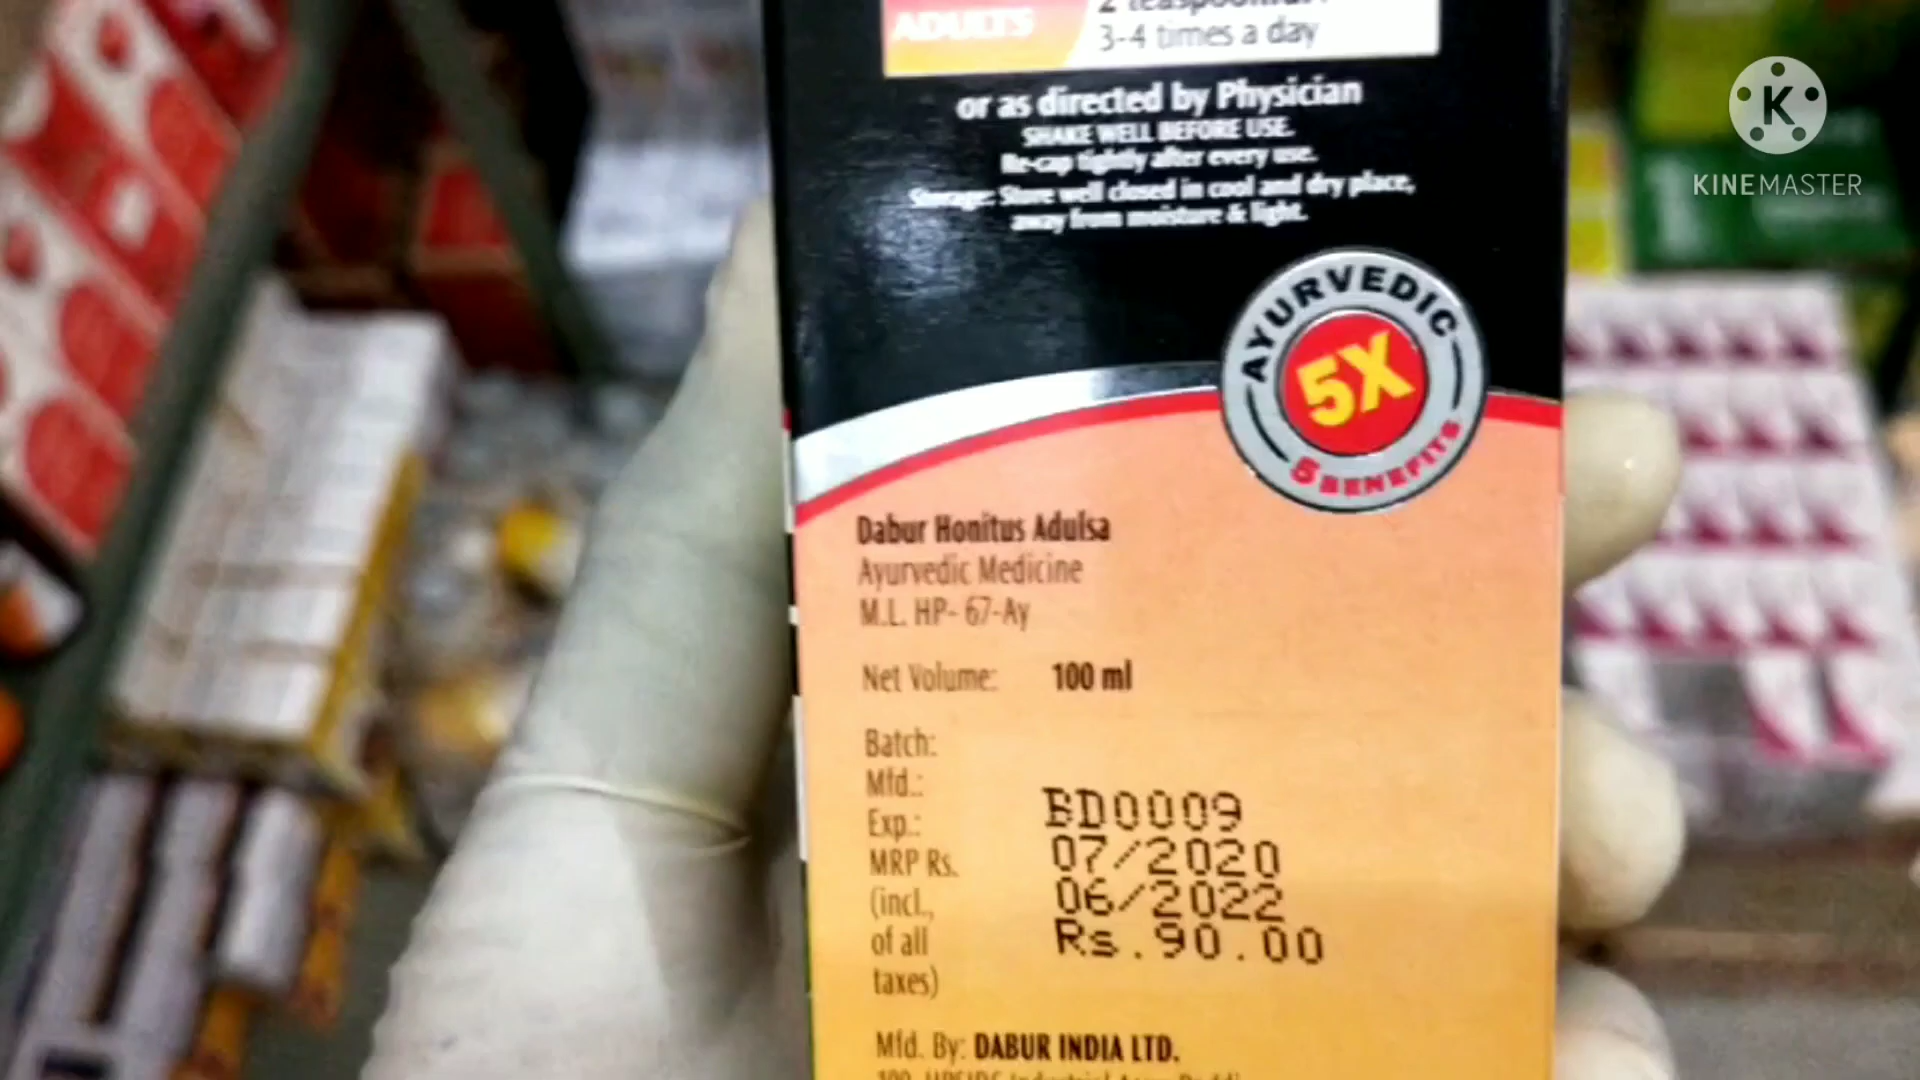 ADULTS
2 teaspoonful
3-4 times a day
or as directed by Physician
SHAKE WELL BEFORE USE.
Re-cap tightly after every use.
Storage: Store well closed in cool and dry place,
away from moisture & light.
AYURVEDIC
5X
5 BENEFITS
Dabur Honitus Adulsa
Ayurvedic Medicine
M.L. HP- 67-Ay
Net Volume: 100 ml
Batch:
Mfd.:
Exp.:
MRP Rs.
(incl.,
of all
taxes)
BD0009
07/2020
06/2022
Rs.90.00
Mfd. By: DABUR INDIA LTD.
K
KINEMASTER